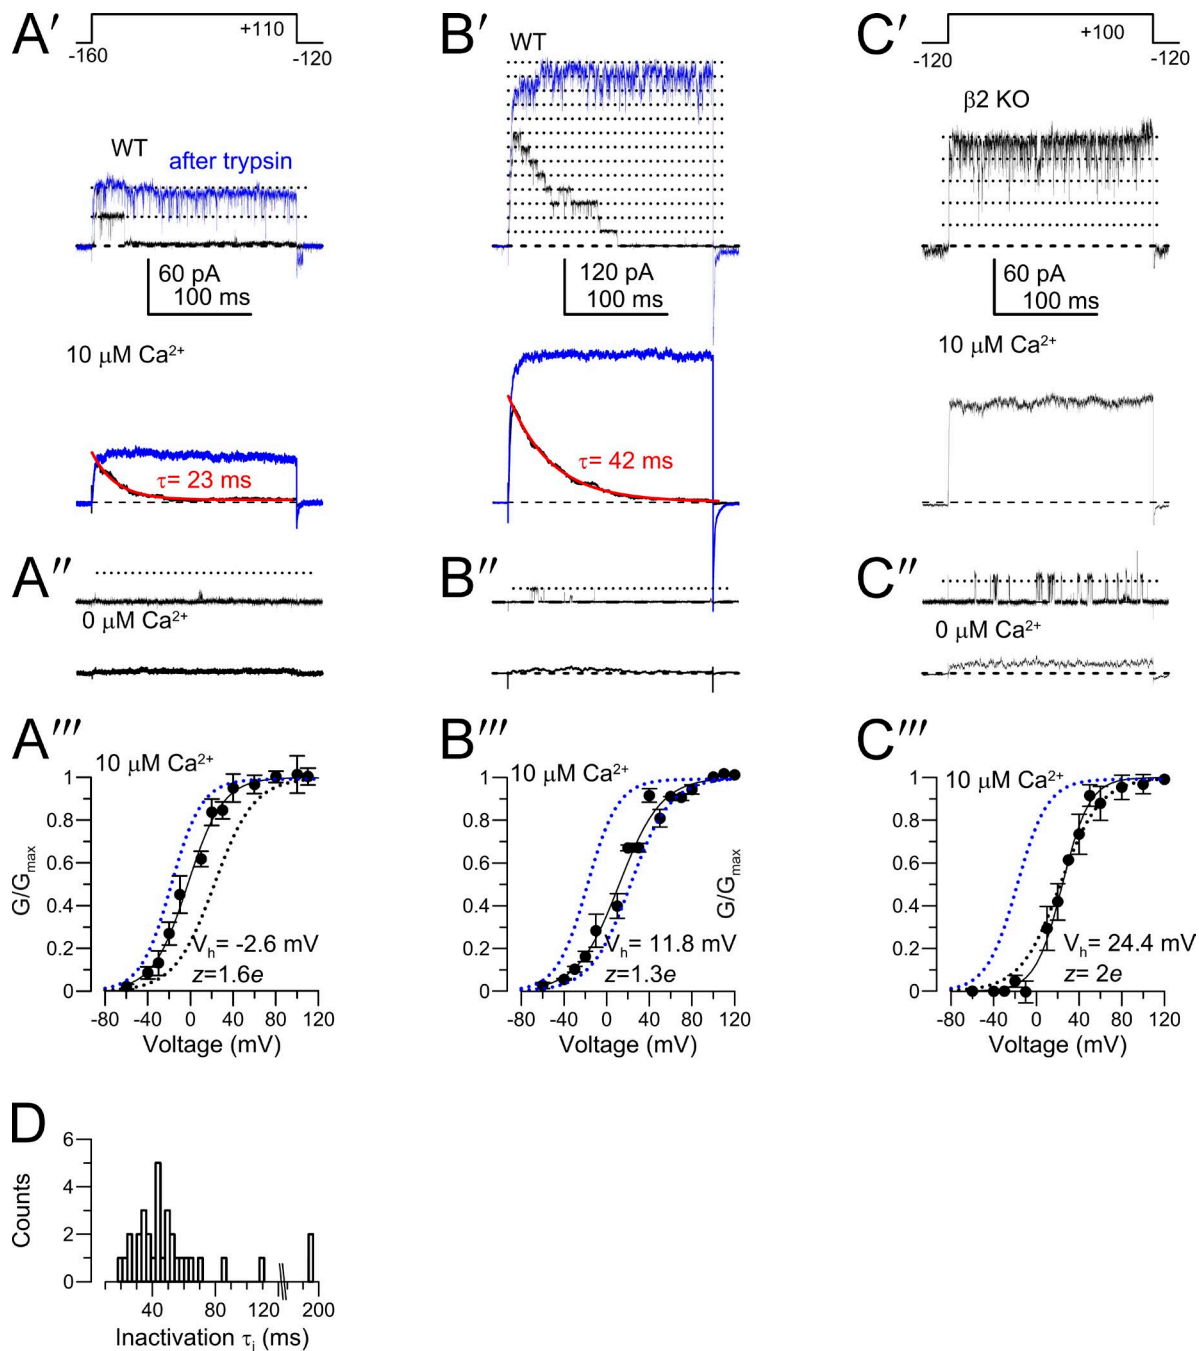 A′
+110
-160
-120
WT
after trypsin
60 pA
100 ms
10 μM Ca²⁺
τ= 23 ms
A″
0 μM Ca²⁺
A‴
10 μM Ca²⁺
1
0.8
0.6
0.4
0.2
0
G/Gmax
Vh= -2.6 mV
z=1.6e
-80
-40
0
40
80
120
Voltage (mV)
B′
WT
120 pA
100 ms
τ= 42 ms
B″
B‴
10 μM Ca²⁺
1
0.8
0.6
0.4
0.2
0
Vh= 11.8 mV
z=1.3e
-80
-40
0
40
80
120
Voltage (mV)
C′
+100
-120
-120
β2 KO
60 pA
100 ms
10 μM Ca²⁺
C″
0 μM Ca²⁺
C‴
10 μM Ca²⁺
1
0.8
0.6
0.4
0.2
0
G/Gmax
Vh= 24.4 mV
z= 2e
-80
-40
0
40
80
120
Voltage (mV)
D
6
4
2
0
Counts
40
80
120
200
Inactivation τi (ms)